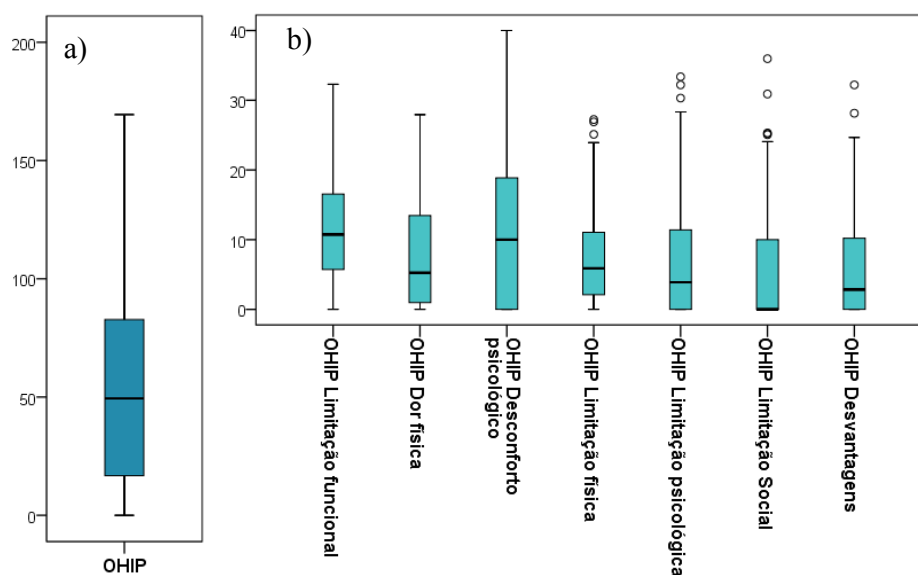 a)
200
150
100
50
0
OHIP
b)
40
30
20
10
0
OHIP Limitação funcional
OHIP Dor física
OHIP Desconforto
psicológico
OHIP Limitação física
OHIP Limitação psicológica
OHIP Limitação Social
OHIP Desvantagens